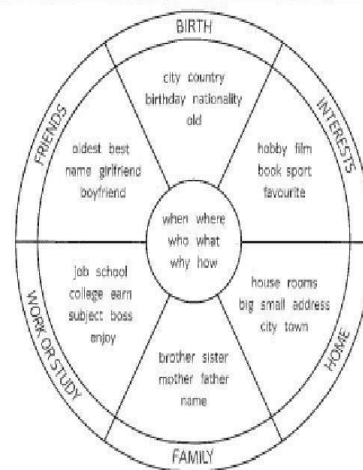 BIRTH
city country
birthday nationality
old
INTERESTS
hobby film
book sport
favourite
HOME
house rooms
big small address
city town
FAMILY
brother sister
mother father
name
WORK OR STUDY
job school
college earn
subject boss
enjoy
FRIENDS
oldest best
name girlfriend
boyfriend
when where
who what
why how